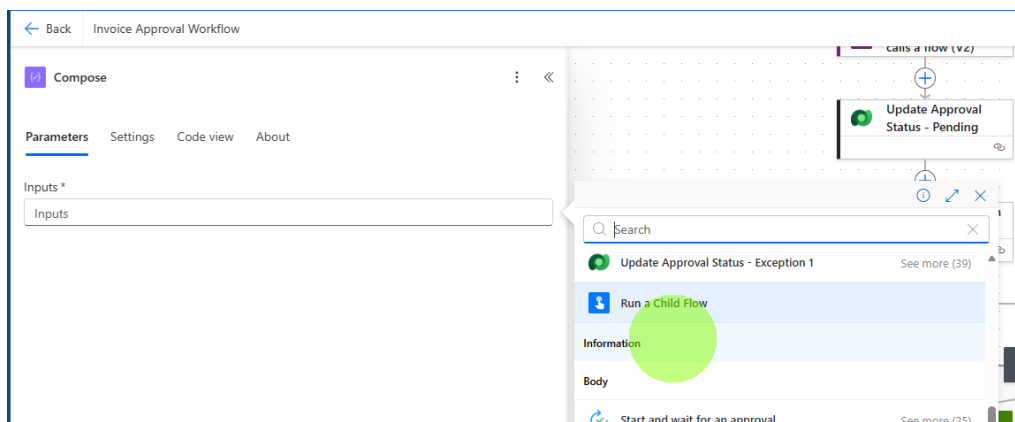 Back Invoice Approval Workflow
Compose
Parameters Settings Code view About
Inputs *
Inputs
calls a flow (V2)
Update Approval
Status - Pending
Search
Update Approval Status - Exception 1 See more (39)
Run a Child Flow
Information
Body
Start and wait for an approval See more (25)